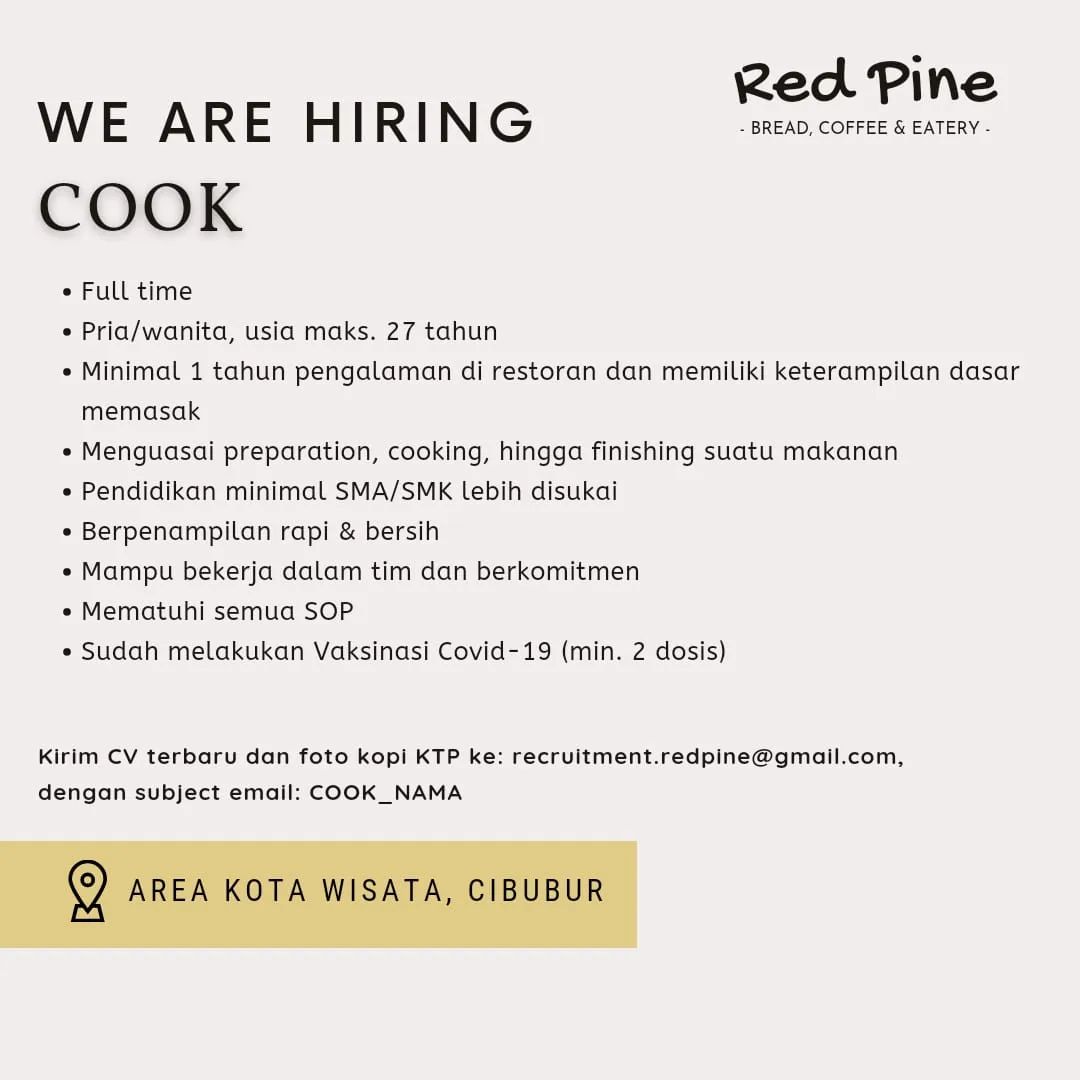 Red Pine
- BREAD, COFFEE & EATERY -
WE ARE HIRING
COOK
• Full time
• Pria/wanita, usia maks. 27 tahun
• Minimal 1 tahun pengalaman di restoran dan memiliki keterampilan dasar
memasak
• Menguasai preparation, cooking, hingga finishing suatu makanan
• Pendidikan minimal SMA/SMK lebih disukai
• Berpenampilan rapi & bersih
• Mampu bekerja dalam tim dan berkomitmen
• Mematuhi semua SOP
• Sudah melakukan Vaksinasi Covid-19 (min. 2 dosis)
Kirim CV terbaru dan foto kopi KTP ke: recruitment.redpine@gmail.com,
dengan subject email: COOK_NAMA
AREA KOTA WISATA, CIBUBUR